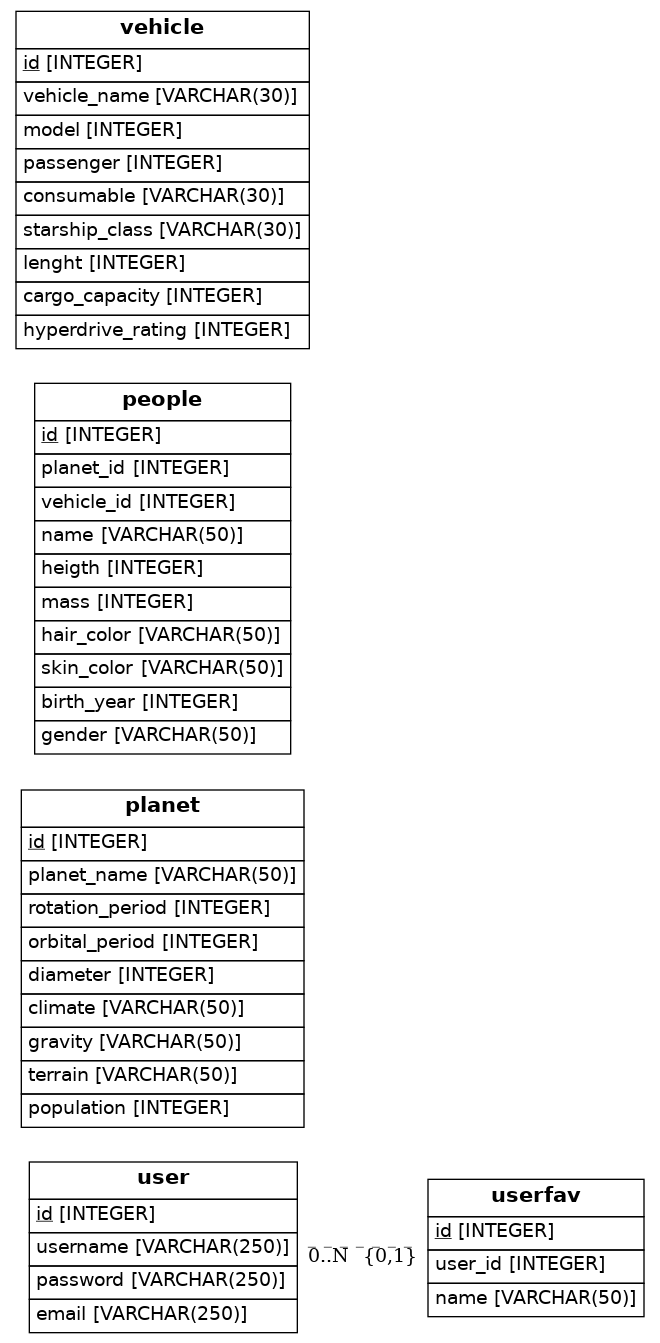 vehicle
id [INTEGER]
vehicle_name [VARCHAR(30)]
model [INTEGER]
passenger [INTEGER]
consumable [VARCHAR(30)]
starship_class [VARCHAR(30)]
lenght [INTEGER]
cargo_capacity [INTEGER]
hyperdrive_rating [INTEGER]
people
id [INTEGER]
planet_id [INTEGER]
vehicle_id [INTEGER]
name [VARCHAR(50)]
heigth [INTEGER]
mass [INTEGER]
hair_color [VARCHAR(50)]
skin_color [VARCHAR(50)]
birth_year [INTEGER]
gender [VARCHAR(50)]
planet
id [INTEGER]
planet_name [VARCHAR(50)]
rotation_period [INTEGER]
orbital_period [INTEGER]
diameter [INTEGER]
climate [VARCHAR(50)]
gravity [VARCHAR(50)]
terrain [VARCHAR(50)]
population [INTEGER]
user
id [INTEGER]
username [VARCHAR(250)]
password [VARCHAR(250)]
email [VARCHAR(250)]
0..N {0,1}
userfav
id [INTEGER]
user_id [INTEGER]
name [VARCHAR(50)]